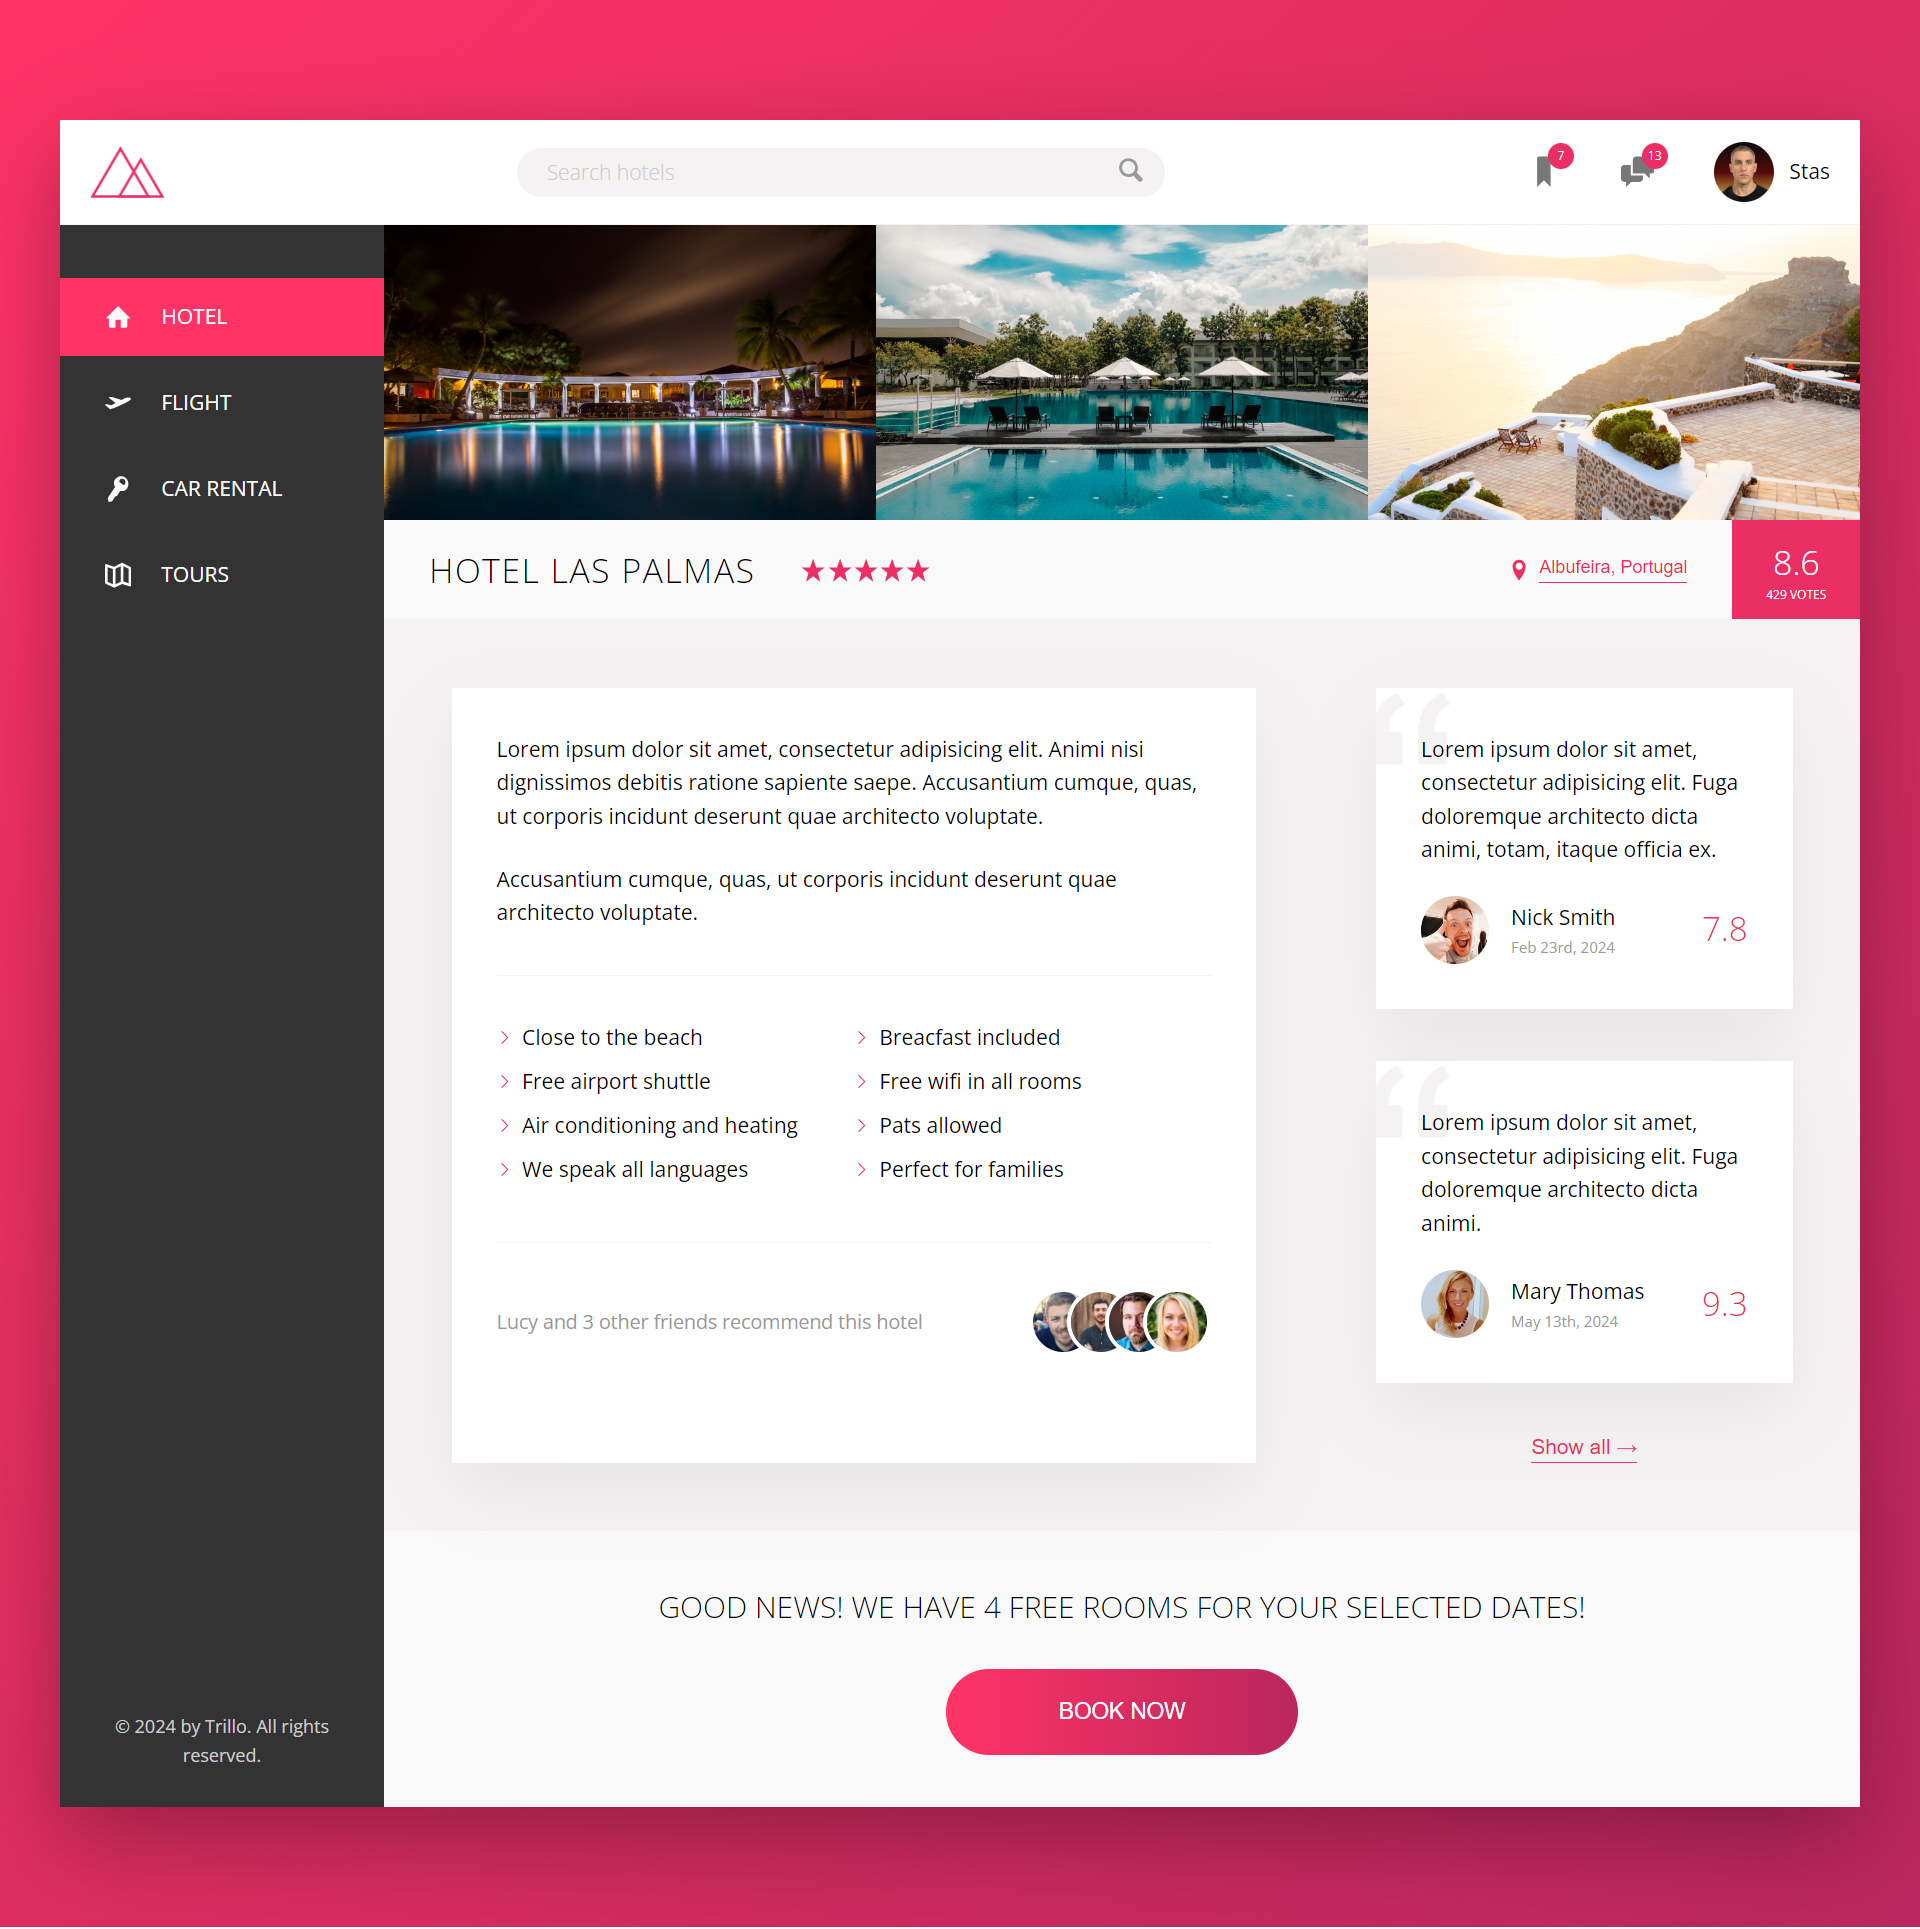 Search hotels
7
13
Stas
HOTEL
FLIGHT
CAR RENTAL
TOURS
© 2024 by Trillo. All rights
reserved.
HOTEL LAS PALMAS
Albufeira, Portugal
8.6
429 VOTES
Lorem ipsum dolor sit amet, consectetur adipisicing elit. Animi nisi
dignissimos debitis ratione sapiente saepe. Accusantium cumque, quas,
ut corporis incidunt deserunt quae architecto voluptate.
Accusantium cumque, quas, ut corporis incidunt deserunt quae
architecto voluptate.
Close to the beach
Breacfast included
Free airport shuttle
Free wifi in all rooms
Air conditioning and heating
Pats allowed
We speak all languages
Perfect for families
Lucy and 3 other friends recommend this hotel
“
Lorem ipsum dolor sit amet,
consectetur adipisicing elit. Fuga
doloremque architecto dicta
animi, totam, itaque officia ex.
Nick Smith
Feb 23rd, 2024
7.8
“
Lorem ipsum dolor sit amet,
consectetur adipisicing elit. Fuga
doloremque architecto dicta
animi.
Mary Thomas
May 13th, 2024
9.3
Show all →
GOOD NEWS! WE HAVE 4 FREE ROOMS FOR YOUR SELECTED DATES!
BOOK NOW